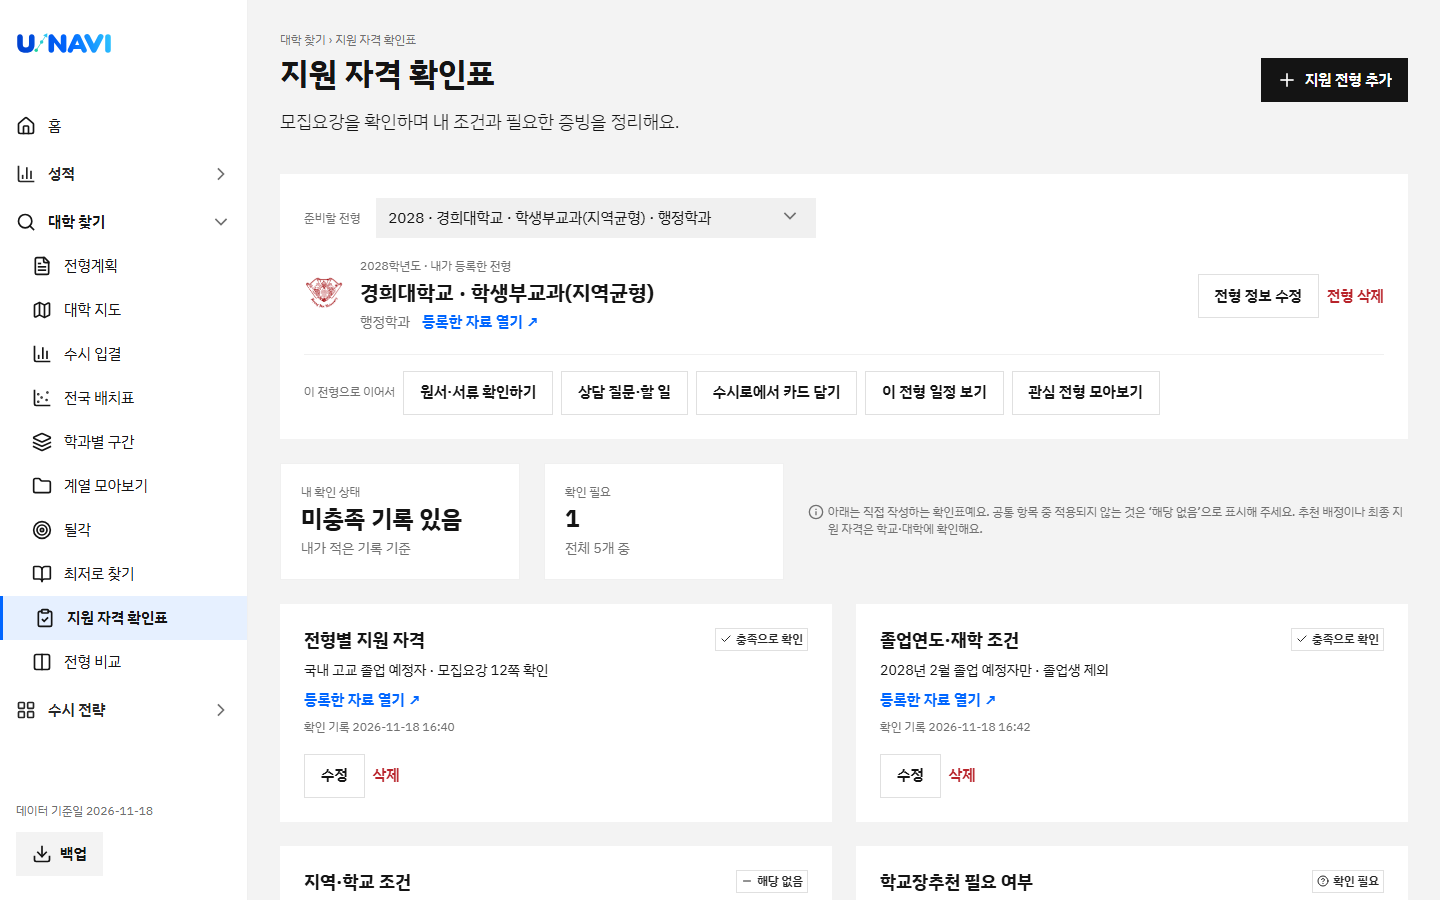 UNAVI
홈
성적
대학 찾기
전형계획
대학 지도
수시 입결
전국 배치표
학과별 구간
계열 모아보기
될각
최저로 찾기
지원 자격 확인표
전형 비교
수시 전략
데이터 기준일 2026-11-18
백업
대학 찾기 › 지원 자격 확인표
지원 자격 확인표
모집요강을 확인하며 내 조건과 필요한 증빙을 정리해요.
지원 전형 추가
준비할 전형
2028 · 경희대학교 · 학생부교과(지역균형) · 행정학과
2028학년도 · 내가 등록한 전형
경희대학교 · 학생부교과(지역균형)
행정학과 등록한 자료 열기 ↗
전형 정보 수정
전형 삭제
이 전형으로 이어서
원서·서류 확인하기
상담 질문·할 일
수시로에서 카드 담기
이 전형 일정 보기
관심 전형 모아보기
내 확인 상태
미충족 기록 있음
내가 적은 기록 기준
확인 필요
1
전체 5개 중
아래는 직접 작성하는 확인표예요. 공통 항목 중 적용되지 않는 것은 ‘해당 없음’으로 표시해 주세요. 추천 배정이나 최종 지
원 자격은 학교·대학에 확인해요.
전형별 지원 자격
충족으로 확인
국내 고교 졸업 예정자 · 모집요강 12쪽 확인
등록한 자료 열기 ↗
확인 기록 2026-11-18 16:40
수정
삭제
졸업연도·재학 조건
충족으로 확인
2028년 2월 졸업 예정자만 · 졸업생 제외
등록한 자료 열기 ↗
확인 기록 2026-11-18 16:42
수정
삭제
지역·학교 조건
해당 없음
학교장추천 필요 여부
확인 필요